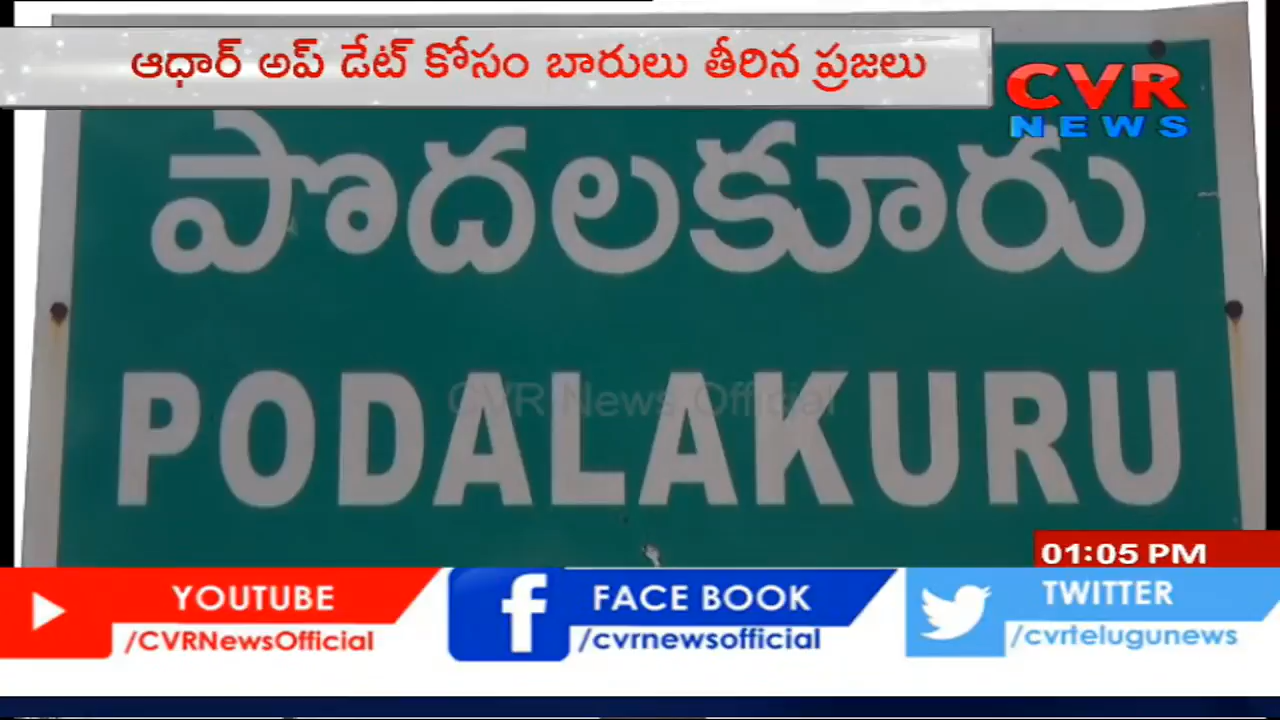 ఆధార్ అప్ డేట్ కోసం బారులు తీరిన ప్రజలు
CVR
NEWS
పొదలకూరు
PODALAKURU
CVR News Official
01:05 PM
YOUTUBE
/CVRNewsOfficial
FACE BOOK
/cvrnewsofficial
TWITTER
/cvrtelugunews